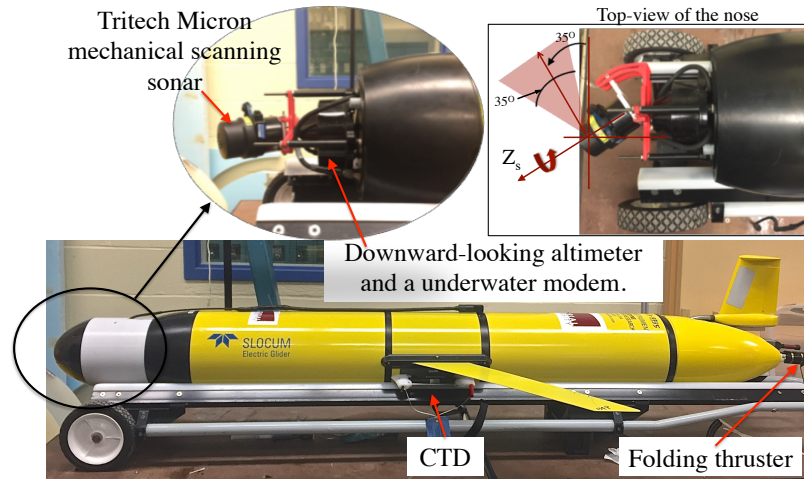 Tritech Micron
mechanical scanning
sonar
Top-view of the nose
35°
35°
Zs
Downward-looking altimeter
and a underwater modem.
SLOCUM
Electric Glider
CTD
Folding thruster